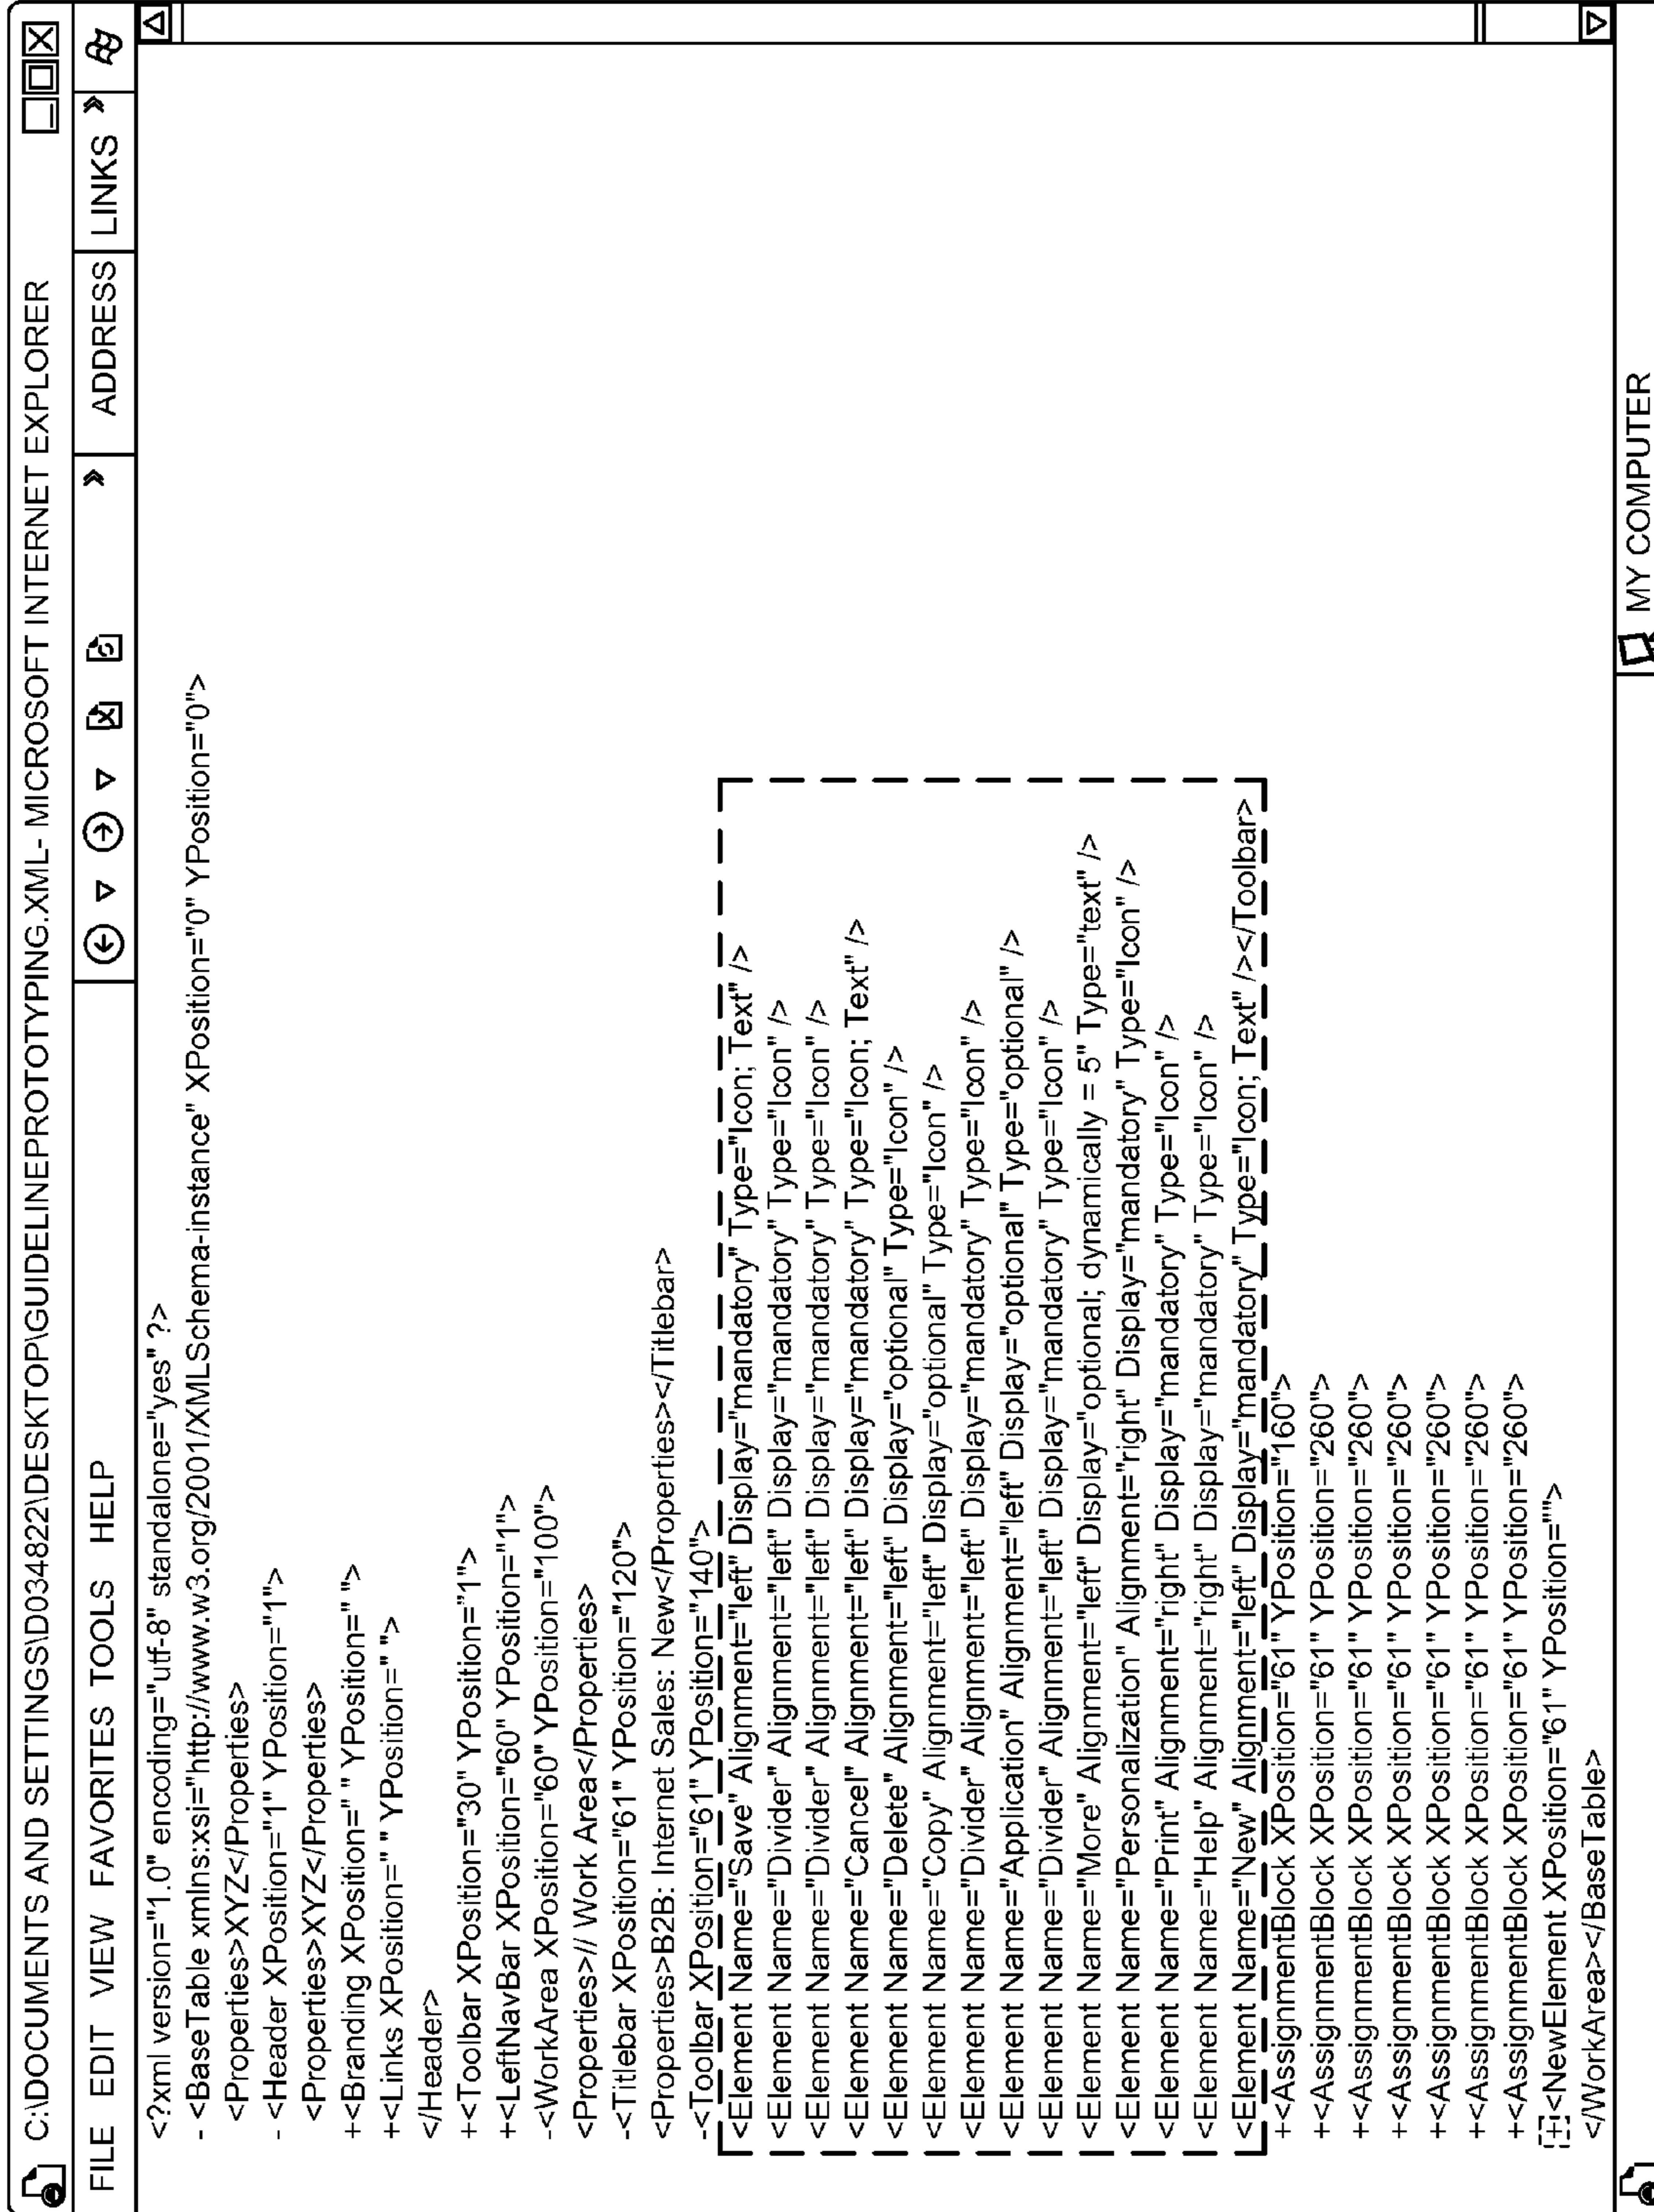 C:\DOCUMENTS AND SETTINGS\D034822\DESKTOP\GUIDELINEPROTOTYPING.XML- MICROSOFT INTERNET EXPLORER
FILE EDIT VIEW FAVORITES TOOLS HELP » ADDRESS LINKS »
<?xml version="1.0" encoding="utf-8" standalone="yes" ?>
- <BaseTable xmlns:xsi="http://www.w3.org/2001/XMLSchema-instance" XPosition="0" YPosition="0">
<Properties>XYZ</Properties>
- <Header XPosition="1" YPosition="1">
<Properties>XYZ</Properties>
+<Branding XPosition=" " YPosition=" ">
+<Links XPosition=" " YPosition=" ">
</Header>
+<Toolbar XPosition="30" YPosition="1">
+<LeftNavBar XPosition="60" YPosition="1">
-<WorkArea XPosition="60" YPosition="100">
<Properties>// Work Area</Properties>
-<Titlebar XPosition="61" YPosition="120">
<Properties>B2B: Internet Sales: New</Properties></Titlebar>
-<Toolbar XPosition="61" YPosition="140">
<Element Name="Save" Alignment="left" Display="mandatory" Type="Icon; Text" />
<Element Name="Divider" Alignment="left" Display="mandatory" Type="Icon" />
<Element Name="Divider" Alignment="left" Display="mandatory" Type="Icon" />
<Element Name="Cancel" Alignment="left" Display="mandatory" Type="Icon; Text" />
<Element Name="Delete" Alignment="left" Display="optional" Type="Icon" />
<Element Name="Copy" Alignment="left" Display="optional" Type="Icon" />
<Element Name="Divider" Alignment="left" Display="mandatory" Type="Icon" />
<Element Name="Application" Alignment="left" Display="optional" Type="optional" />
<Element Name="Divider" Alignment="left" Display="mandatory" Type="Icon" />
<Element Name="More" Alignment="left" Display="optional; dynamically = 5" Type="text" />
<Element Name="Personalization" Alignment="right" Display="mandatory" Type="Icon" />
<Element Name="Print" Alignment="right" Display="mandatory" Type="Icon" />
<Element Name="Help" Alignment="right" Display="mandatory" Type="Icon" />
<Element Name="New" Alignment="left" Display="mandatory" Type="Icon; Text" /></Toolbar>
+<AssignmentBlock XPosition="61" YPosition="160">
+<AssignmentBlock XPosition="61" YPosition="260">
+<AssignmentBlock XPosition="61" YPosition="260">
+<AssignmentBlock XPosition="61" YPosition="260">
+<AssignmentBlock XPosition="61" YPosition="260">
+<AssignmentBlock XPosition="61" YPosition="260">
+<AssignmentBlock XPosition="61" YPosition="260">
+<NewElement XPosition="61" YPosition="">
</WorkArea></BaseTable>
MY COMPUTER